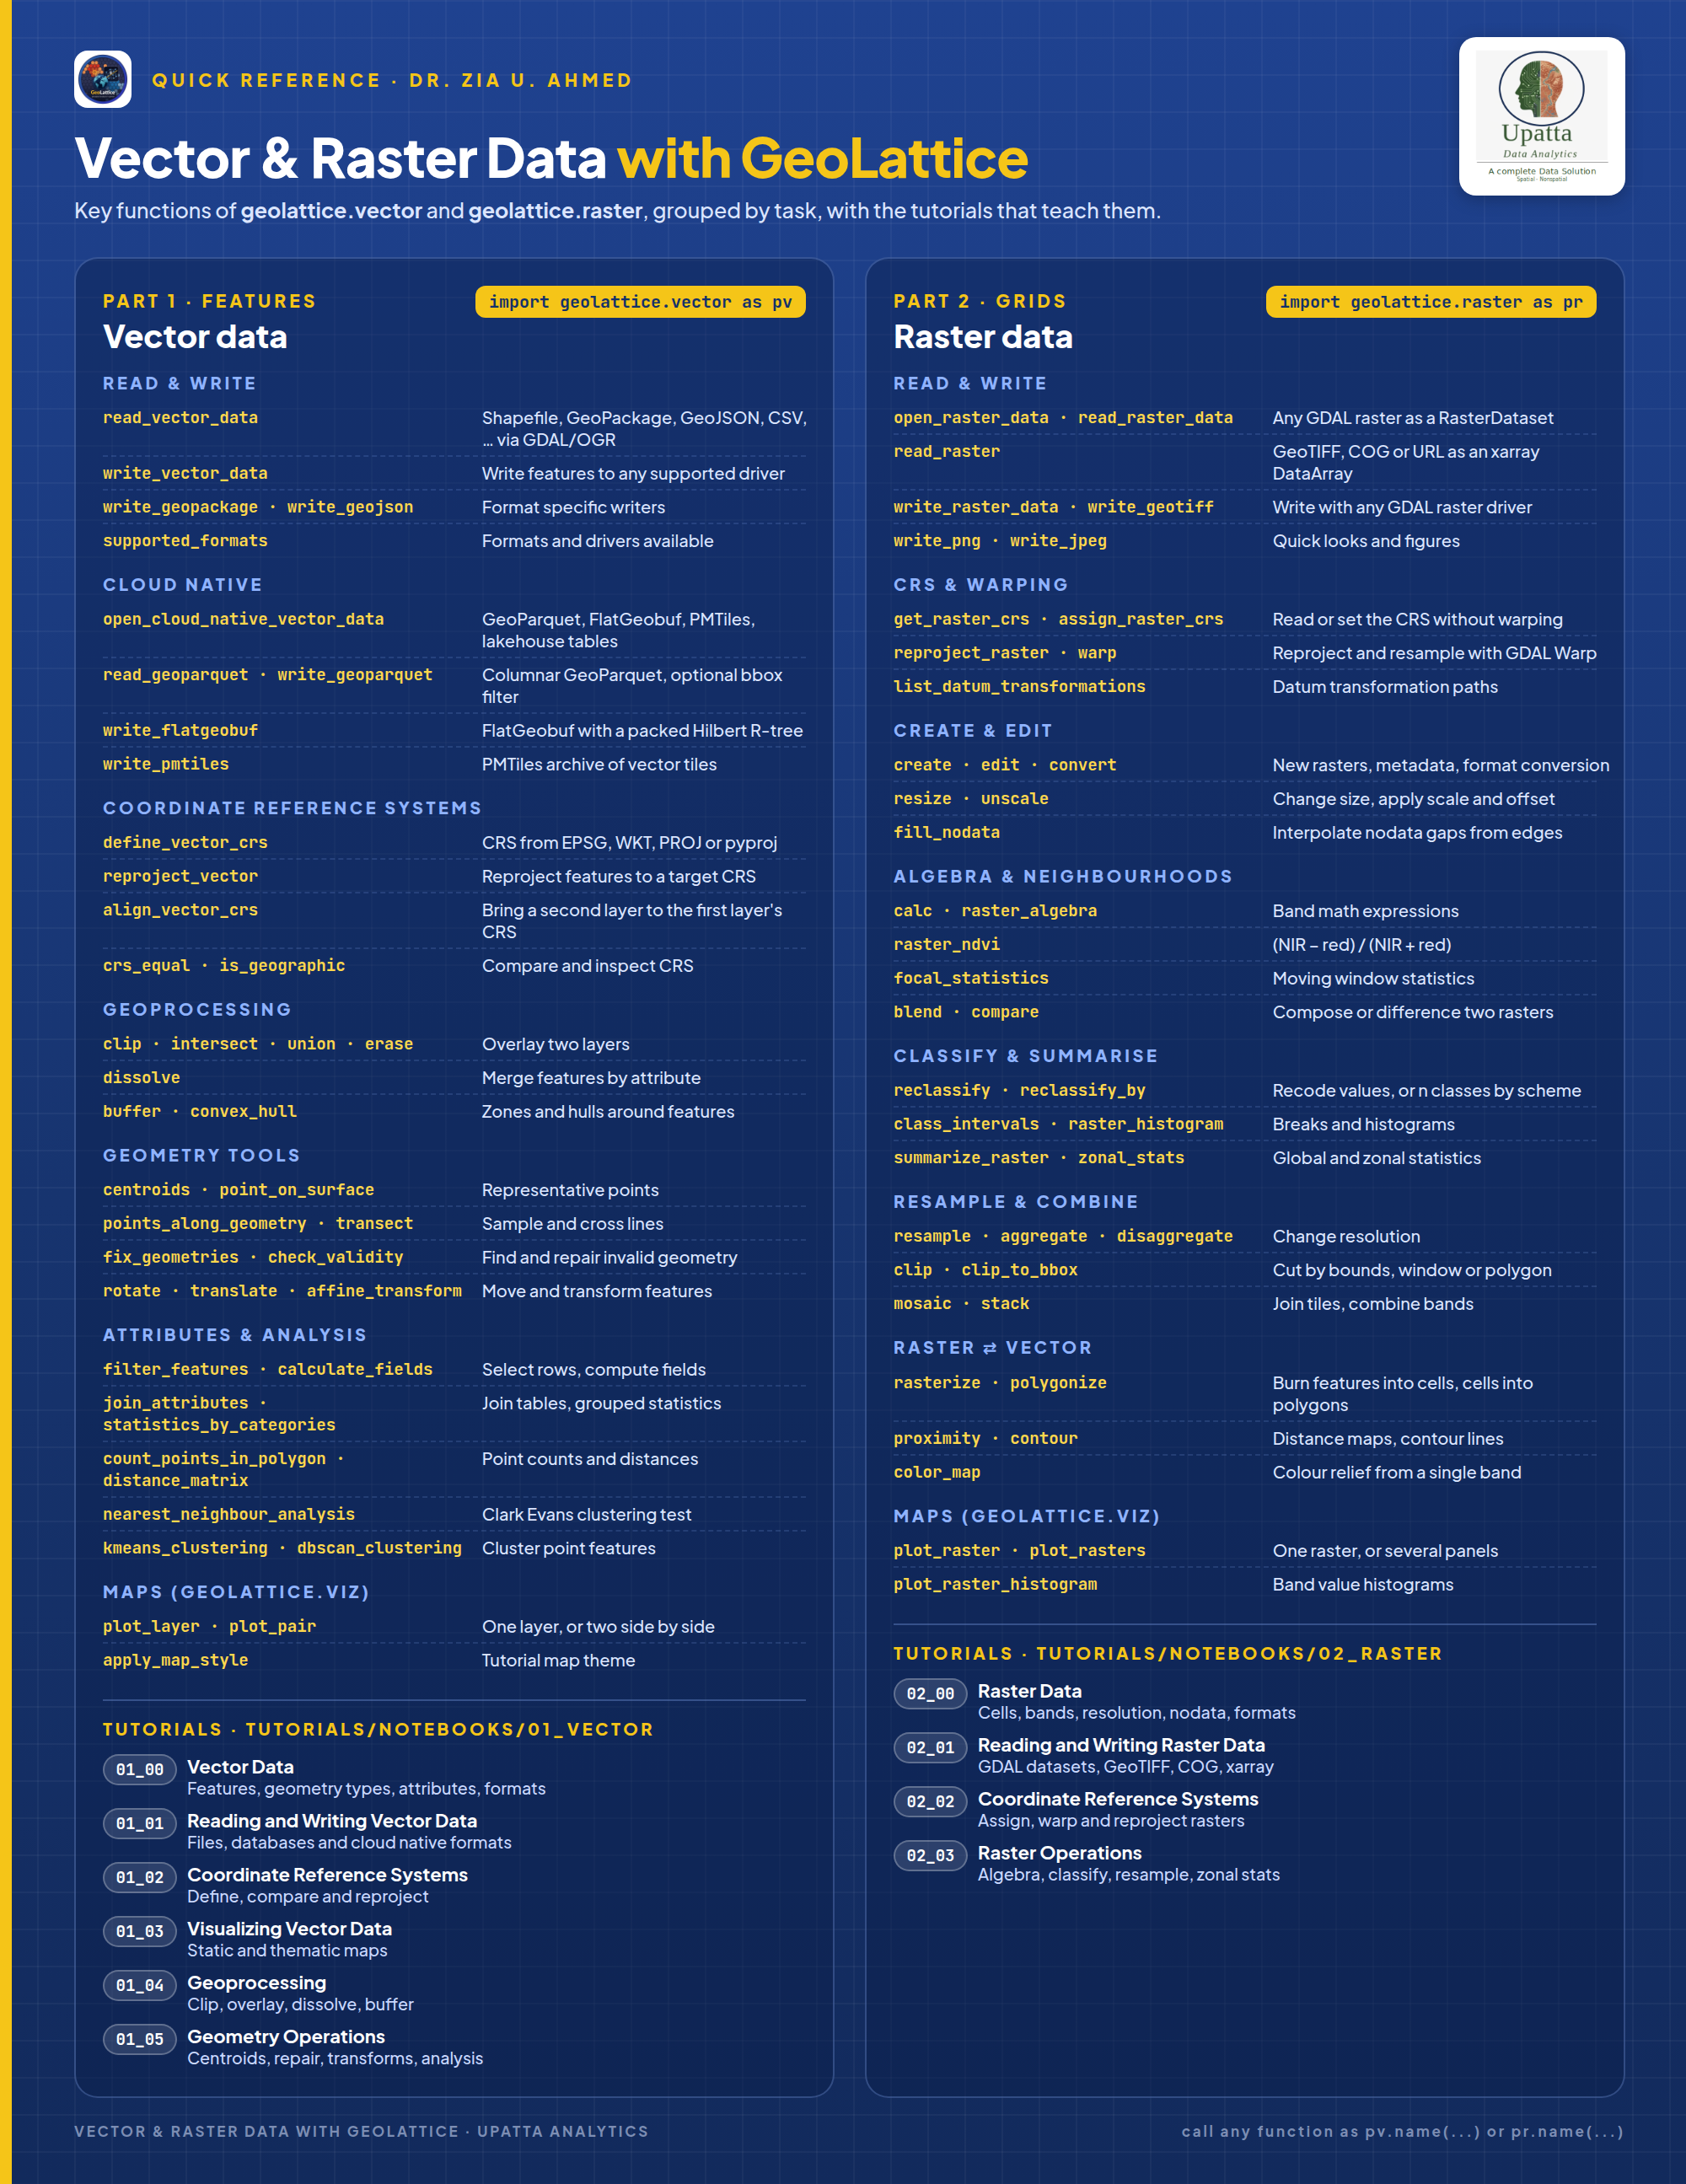 QUICK REFERENCE · DR. ZIA U. AHMED
Upatta
Data Analytics
A complete Data Solution
Spatial - Nonspatial
Vector & Raster Data with GeoLattice
Key functions of geolattice.vector and geolattice.raster, grouped by task, with the tutorials that teach them.
PART 1 · FEATURES
import geolattice.vector as pv
Vector data
READ & WRITE
read_vector_data Shapefile, GeoPackage, GeoJSON, CSV,
... via GDAL/OGR
write_vector_data Write features to any supported driver
write_geopackage · write_geojson Format specific writers
supported_formats Formats and drivers available
CLOUD NATIVE
open_cloud_native_vector_data GeoParquet, FlatGeobuf, PMTiles,
lakehouse tables
read_geoparquet · write_geoparquet Columnar GeoParquet, optional bbox
filter
write_flatgeobuf FlatGeobuf with a packed Hilbert R-tree
write_pmtiles PMTiles archive of vector tiles
COORDINATE REFERENCE SYSTEMS
define_vector_crs CRS from EPSG, WKT, PROJ or pyproj
reproject_vector Reproject features to a target CRS
align_vector_crs Bring a second layer to the first layer's
CRS
crs_equal · is_geographic Compare and inspect CRS
GEOPROCESSING
clip · intersect · union · erase Overlay two layers
dissolve Merge features by attribute
buffer · convex_hull Zones and hulls around features
GEOMETRY TOOLS
centroids · point_on_surface Representative points
points_along_geometry · transect Sample and cross lines
fix_geometries · check_validity Find and repair invalid geometry
rotate · translate · affine_transform Move and transform features
ATTRIBUTES & ANALYSIS
filter_features · calculate_fields Select rows, compute fields
join_attributes · Join tables, grouped statistics
statistics_by_categories
count_points_in_polygon · Point counts and distances
distance_matrix
nearest_neighbour_analysis Clark Evans clustering test
kmeans_clustering · dbscan_clustering Cluster point features
MAPS (GEOLATTICE.VIZ)
plot_layer · plot_pair One layer, or two side by side
apply_map_style Tutorial map theme
TUTORIALS · TUTORIALS/NOTEBOOKS/01_VECTOR
01_00 Vector Data
Features, geometry types, attributes, formats
01_01 Reading and Writing Vector Data
Files, databases and cloud native formats
01_02 Coordinate Reference Systems
Define, compare and reproject
01_03 Visualizing Vector Data
Static and thematic maps
01_04 Geoprocessing
Clip, overlay, dissolve, buffer
01_05 Geometry Operations
Centroids, repair, transforms, analysis
PART 2 · GRIDS
import geolattice.raster as pr
Raster data
READ & WRITE
open_raster_data · read_raster_data Any GDAL raster as a RasterDataset
read_raster GeoTIFF, COG or URL as an xarray
DataArray
write_raster_data · write_geotiff Write with any GDAL raster driver
write_png · write_jpeg Quick looks and figures
CRS & WARPING
get_raster_crs · assign_raster_crs Read or set the CRS without warping
reproject_raster · warp Reproject and resample with GDAL Warp
list_datum_transformations Datum transformation paths
CREATE & EDIT
create · edit · convert New rasters, metadata, format conversion
resize · unscale Change size, apply scale and offset
fill_nodata Interpolate nodata gaps from edges
ALGEBRA & NEIGHBOURHOODS
calc · raster_algebra Band math expressions
raster_ndvi (NIR – red) / (NIR + red)
focal_statistics Moving window statistics
blend · compare Compose or difference two rasters
CLASSIFY & SUMMARISE
reclassify · reclassify_by Recode values, or n classes by scheme
class_intervals · raster_histogram Breaks and histograms
summarize_raster · zonal_stats Global and zonal statistics
RESAMPLE & COMBINE
resample · aggregate · disaggregate Change resolution
clip · clip_to_bbox Cut by bounds, window or polygon
mosaic · stack Join tiles, combine bands
RASTER ⇄ VECTOR
rasterize · polygonize Burn features into cells, cells into
polygons
proximity · contour Distance maps, contour lines
color_map Colour relief from a single band
MAPS (GEOLATTICE.VIZ)
plot_raster · plot_rasters One raster, or several panels
plot_raster_histogram Band value histograms
TUTORIALS · TUTORIALS/NOTEBOOKS/02_RASTER
02_00 Raster Data
Cells, bands, resolution, nodata, formats
02_01 Reading and Writing Raster Data
GDAL datasets, GeoTIFF, COG, xarray
02_02 Coordinate Reference Systems
Assign, warp and reproject rasters
02_03 Raster Operations
Algebra, classify, resample, zonal stats
VECTOR & RASTER DATA WITH GEOLATTICE · UPATTA ANALYTICS
call any function as pv.name(...) or pr.name(...)